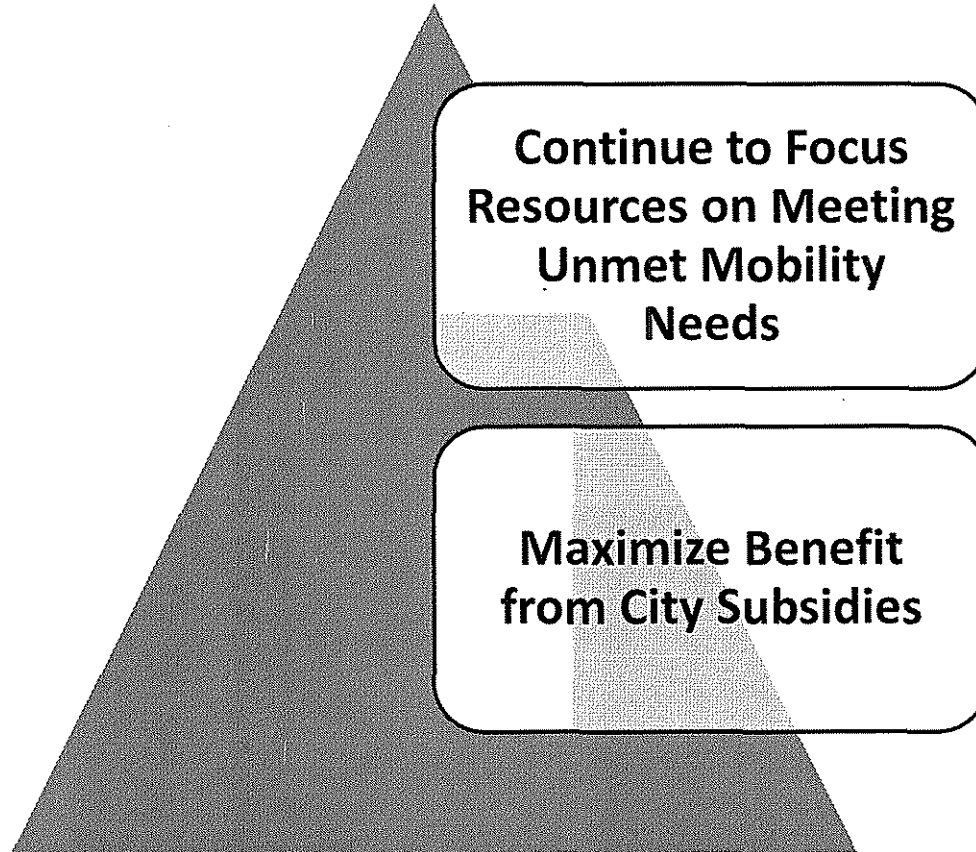 Continue to Focus
Resources on Meeting
Unmet Mobility
Needs
Maximize Benefit
from City Subsidies